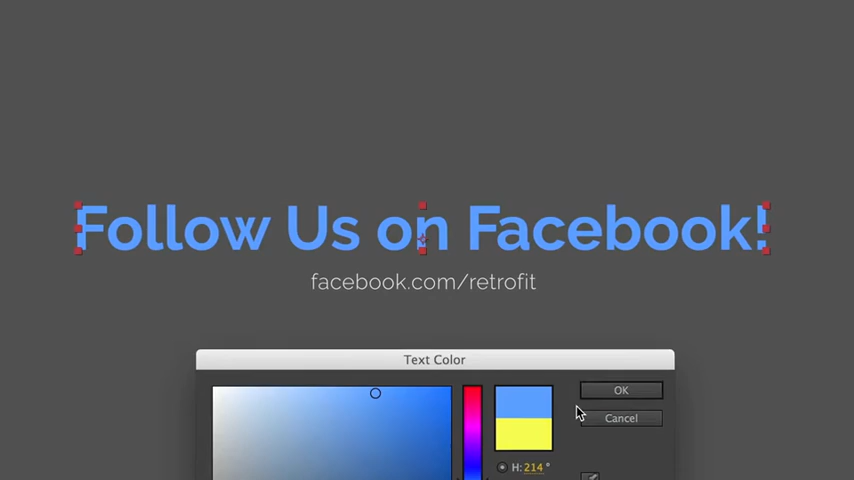 Follow Us on Facebook!
facebook.com/retrofit
Text Color
OK
Cancel
H: 214 °